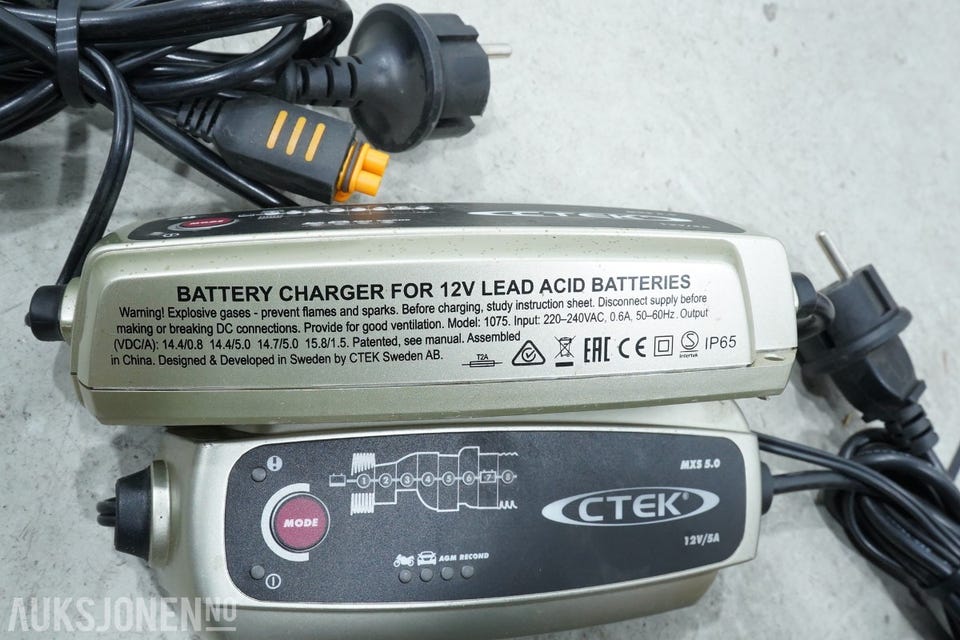 MODE
CTEK
BATTERY CHARGER FOR 12V LEAD ACID BATTERIES
Warning! Explosive gases - prevent flames and sparks. Before charging, study instruction sheet. Disconnect supply before
making or breaking DC connections. Provide for good ventilation. Model: 1075. Input: 220–240VAC, 0.6A, 50–60Hz. Output
(VDC/A): 14.4/0.8 14.4/5.0 14.7/5.0 15.8/1.5. Patented, see manual. Assembled
in China. Designed & Developed in Sweden by CTEK Sweden AB.
T2A
EAC CE
S
Intertek
IP65
MXS 5.0
1 2 3 4 5 6 7 8
MODE
CTEK®
12V/5A
AGM RECOND
AUKSJONEN.NO